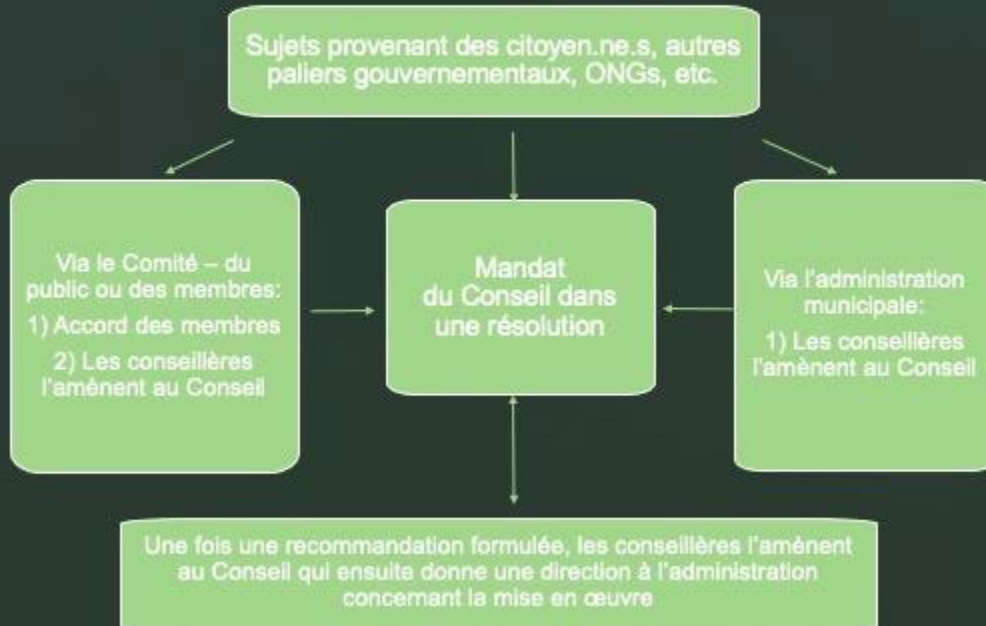 Sujets provenant des citoyen.ne.s, autres
paliers gouvernementaux, ONGs, etc.
Via le Comité – du
public ou des membres:
1) Accord des membres
2) Les conseillères
l'amènent au Conseil
Mandat
du Conseil dans
une résolution
Via l'administration
municipale:
1) Les conseillères
l'amènent au Conseil
Une fois une recommandation formulée, les conseillères l'amènent
au Conseil qui ensuite donne une direction à l'administration
concernant la mise en œuvre